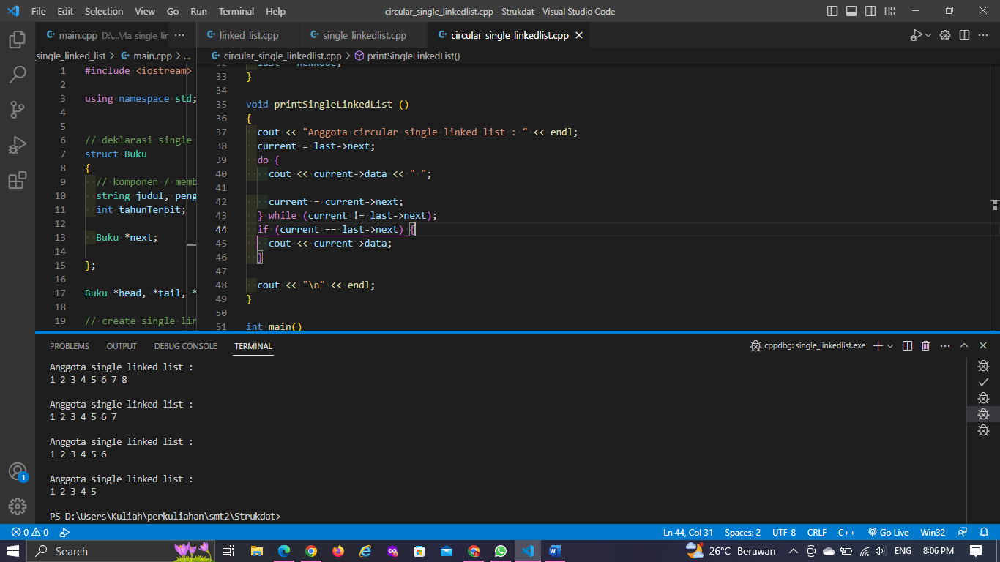 File Edit Selection View Go Run Terminal Help
circular_single_linkedlist.cpp - Strukdat - Visual Studio Code
main.cpp D:\...\4a_single_lin ···
linked_list.cpp
single_linkedlist.cpp
circular_single_linkedlist.cpp
_single_linked_list > main.cpp > ...
1 #include <iostream>
2
3 using namespace std;
4
5
6 // deklarasi single
7 struct Buku
8 {
9 // komponen / memb
10 string judul, peng
11 int tahunTerbit;
12
13 Buku *next;
14
15 };
16
17 Buku *head, *tail, *
18
19 // create single lin
circular_single_linkedlist.cpp > printSingleLinkedList()
32 last = newNode;
33 }
34
35 void printSingleLinkedList ()
36 {
37 cout << "Anggota circular single linked list : " << endl;
38 current = last->next;
39 do {
40 cout << current->data << " ";
41
42 current = current->next;
43 } while (current != last->next);
44 if (current == last->next) {
45 cout << current->data;
46 }
47
48 cout << "\n" << endl;
49 }
50
51 int main()
PROBLEMS OUTPUT DEBUG CONSOLE TERMINAL
cppdbg: single_linkedlist.exe
Anggota single linked list :
1 2 3 4 5 6 7 8
Anggota single linked list :
1 2 3 4 5 6 7
Anggota single linked list :
1 2 3 4 5 6
Anggota single linked list :
1 2 3 4 5
PS D:\Users\Kuliah\perkuliahan\smt2\Strukdat>
1
0 0
Ln 44, Col 31 Spaces: 2 UTF-8 CRLF C++ Go Live Win32
Search
26°C Berawan
ENG 8:06 PM